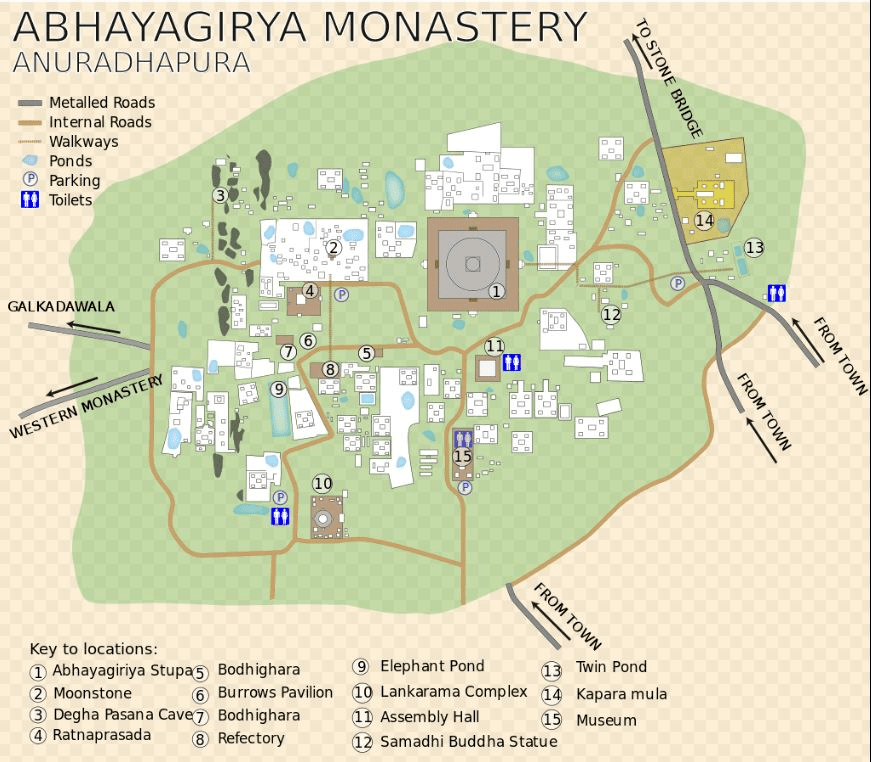 ABHAYAGIRYA MONASTERY
ANURADHAPURA
Metalled Roads
Internal Roads
Walkways
Ponds
P Parking
Toilets
TO STONE BRIDGE
3
14
13
2
1
4
P
P
12
GALKADAWALA
6
11
7
5
8
FROM TOWN
WESTERN MONASTERY
9
FROM TOWN
15
10
P
P
FROM TOWN
Key to locations:
1 Abhayagiriya Stupa
2 Moonstone
3 Degha Pasana Cave
4 Ratnaprasada
5 Bodhighara
6 Burrows Pavilion
7 Bodhighara
8 Refectory
9 Elephant Pond
10 Lankarama Complex
11 Assembly Hall
12 Samadhi Buddha Statue
13 Twin Pond
14 Kapara mula
15 Museum